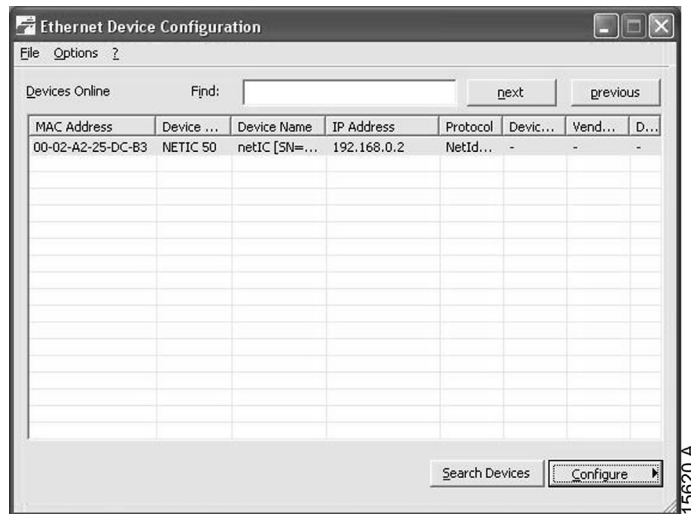 Ethernet Device Configuration
File Options ?
Devices Online Find: next previous
MAC Address Device ... Device Name IP Address Protocol Devic... Vend... D...
00-02-A2-25-DC-B3 NETIC 50 netIC [SN=... 192.168.0.2 NetId... - - -
Search Devices Configure
15620 A